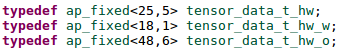 typedef ap_fixed<25,5> tensor_data_t_hw;
typedef ap_fixed<18,1> tensor_data_t_hw_w;
typedef ap_fixed<48,6> tensor_data_t_hw_o;